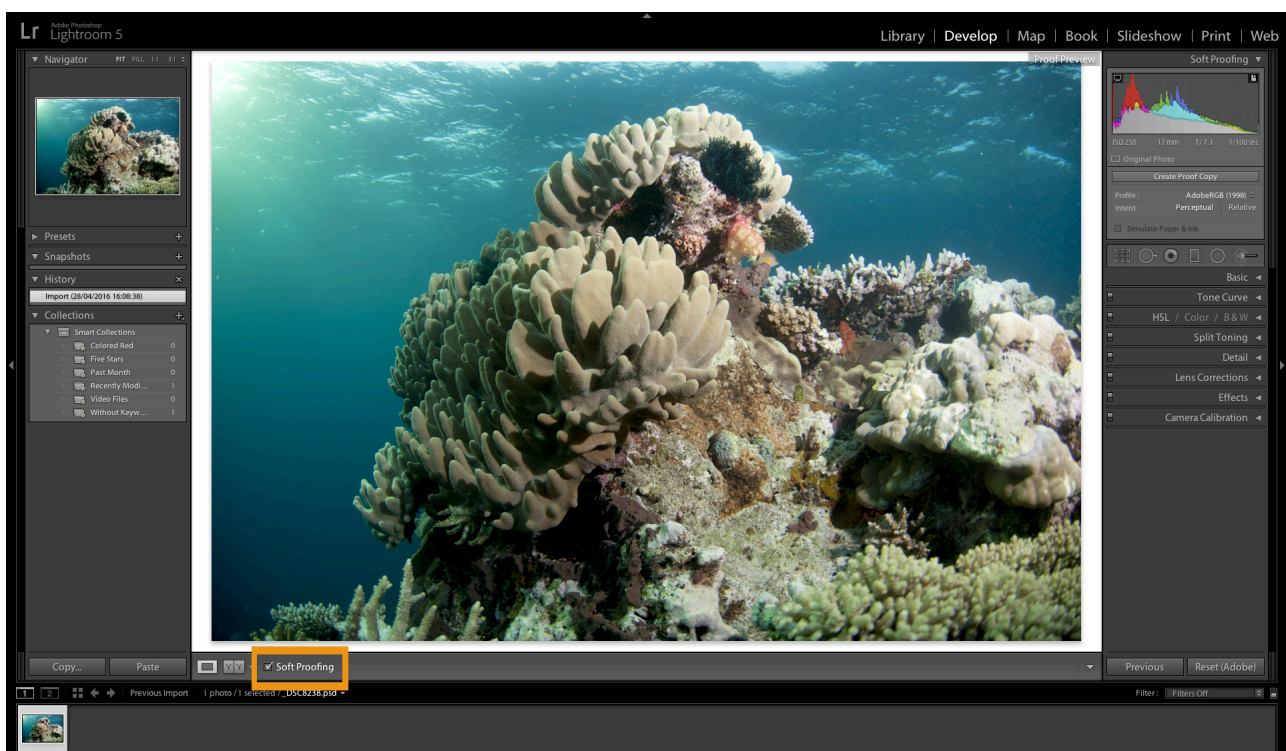 Lr Adobe Photoshop
Lightroom 5
Library | Develop | Map | Book | Slideshow | Print | Web
Navigator FIT FILL 1:1 3:1
Proof Preview
Soft Proofing
ISO 250 17 mm f / 7.1 1/100 sec
Original Photo
Create Proof Copy
Profile : AdobeRGB (1998)
Intent : Perceptual Relative
Simulate Paper & Ink
Presets
Snapshots
History
Import (28/04/2016 16:08:38)
Collections
Smart Collections
Colored Red 0
Five Stars 0
Past Month 0
Recently Modi... 1
Video Files 0
Without Keyw... 1
Basic
Tone Curve
HSL / Color / B & W
Split Toning
Detail
Lens Corrections
Effects
Camera Calibration
Copy... Paste
Y Y Soft Proofing
Previous Reset (Adobe)
1 2 Previous Import 1 photo / 1 selected / _DSC8238.psd
Filter : Filters Off